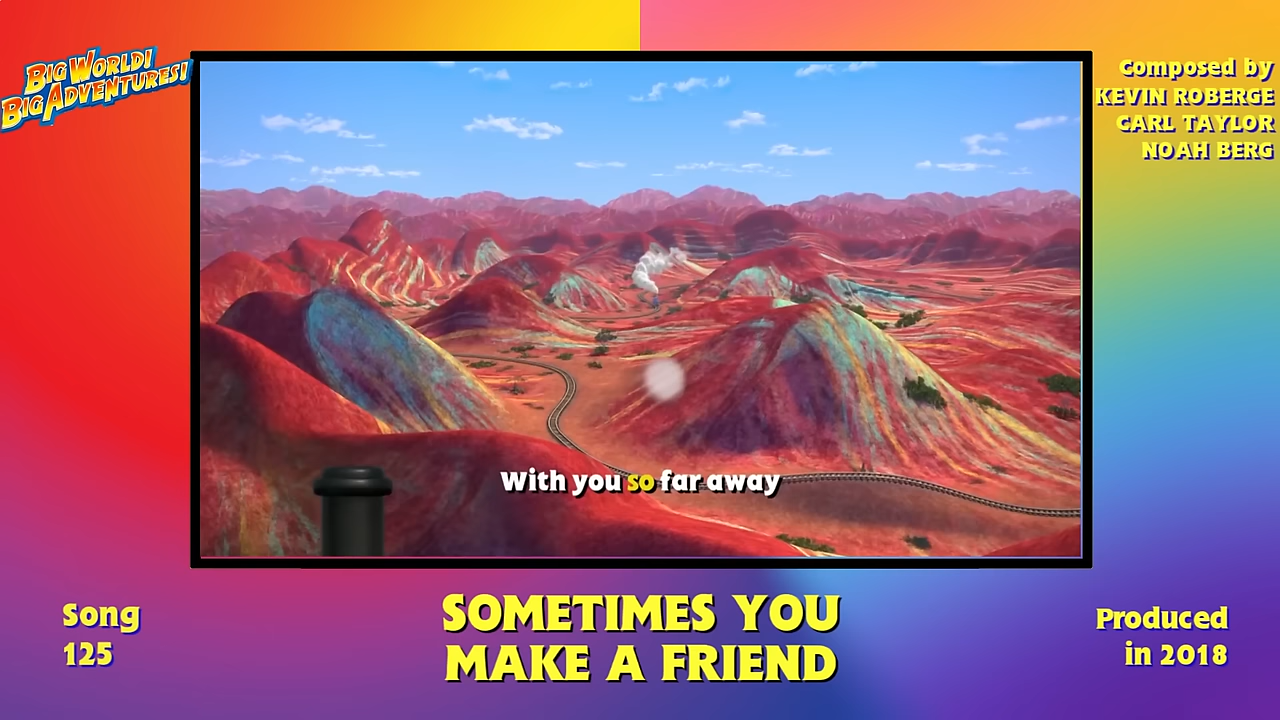 BIG WORLD!
BIG ADVENTURES!
Composed by
KEVIN ROBERGE
CARL TAYLOR
NOAH BERG
With you so far away
Song
125
SOMETIMES YOU
MAKE A FRIEND
Produced
in 2018